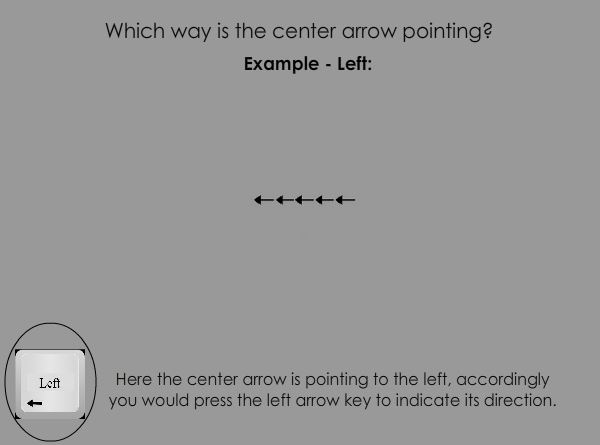 Which way is the center arrow pointing?
Example - Left:
Left
Here the center arrow is pointing to the left, accordingly
you would press the left arrow key to indicate its direction.